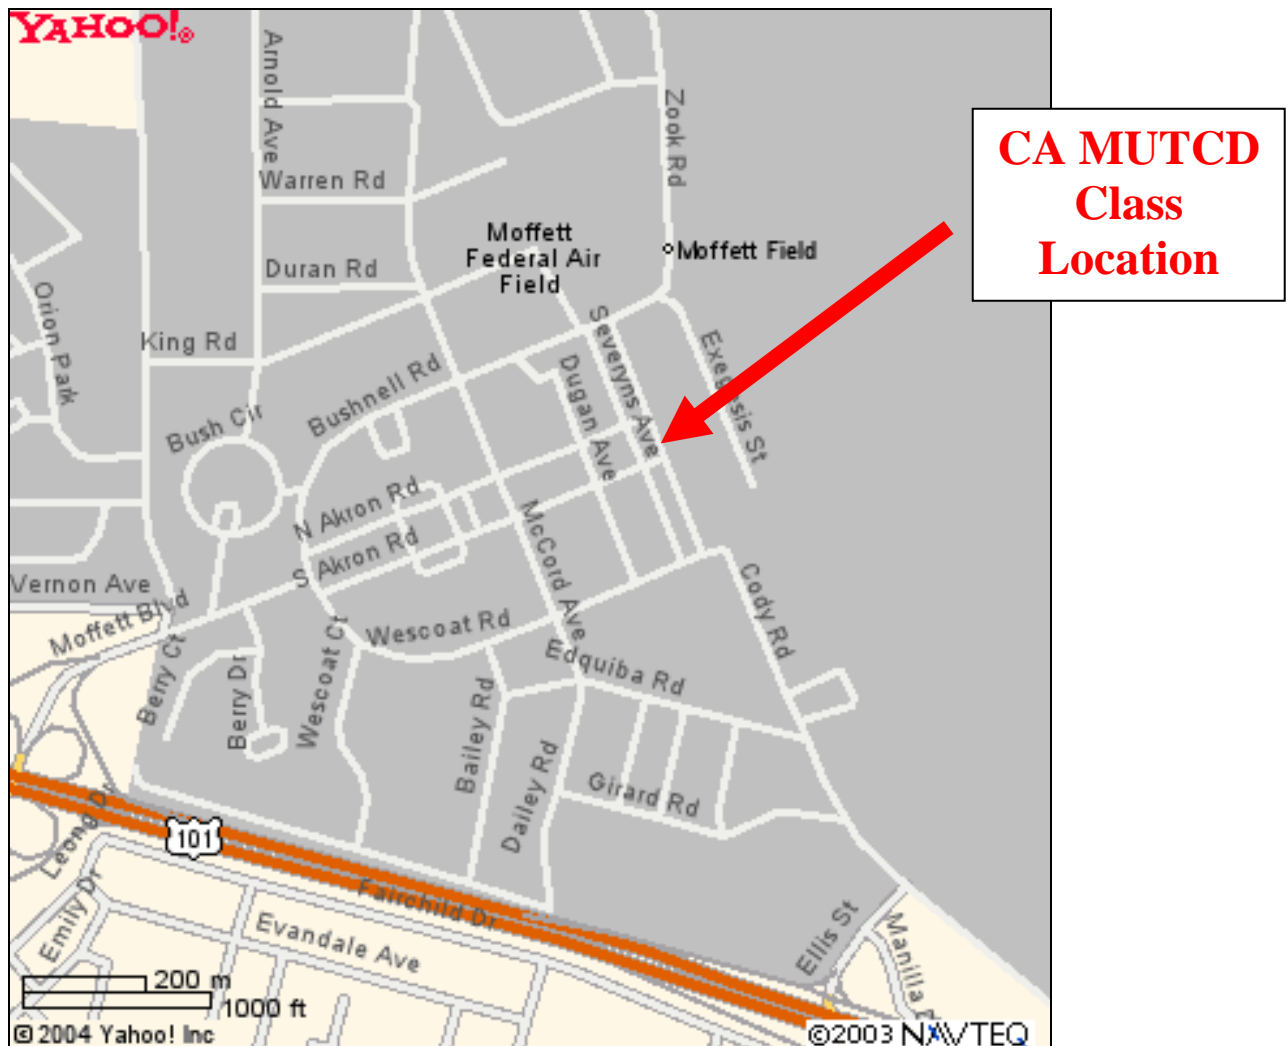 YAHOO!®
Arnold Ave
Zook Rd
CA MUTCD
Class
Location
Warren Rd
Moffett
Federal Air
Field
Moffett Field
Duran Rd
Orion Park
King Rd
Severyns Ave
Exegesis St
Bushnell Rd
Dugan Ave
Bush Cir
N Akron Rd
McCord Ave
S Akron Rd
Vernon Ave
Cody Rd
Moffett Blvd
Wescoat Rd
Wescoat Ct
Berry Ct
Berry Dr
Edquiba Rd
Bailey Rd
Dailey Rd
Girard Rd
Leong Dr
101
Fairchild Dr
Emily Dr
Evandale Ave
Ellis St
Manilla
200 m
1000 ft
© 2004 Yahoo! Inc
©2003 NAVTEQ